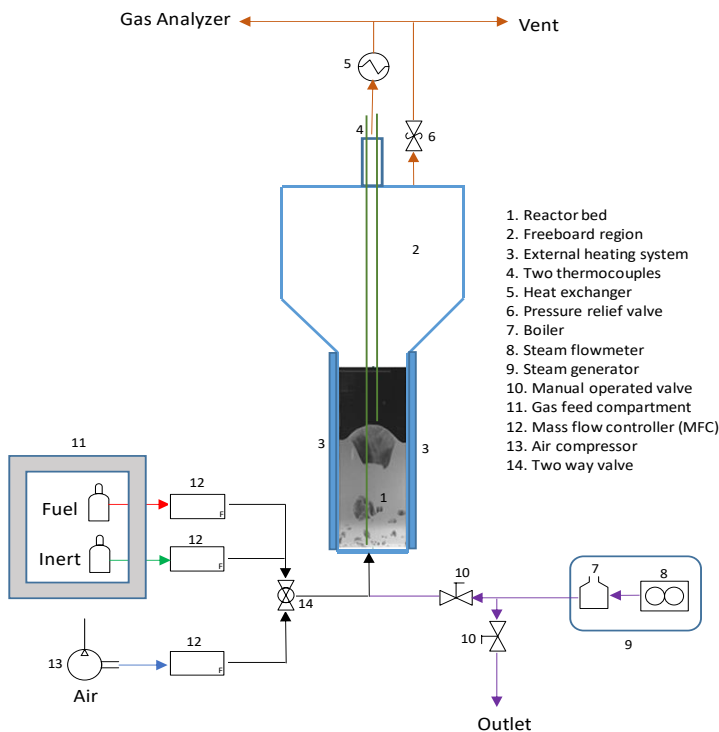 Gas Analyzer
Vent
5
4
6
2
1. Reactor bed
2. Freeboard region
3. External heating system
4. Two thermocouples
5. Heat exchanger
6. Pressure relief valve
7. Boiler
8. Steam flowmeter
9. Steam generator
10. Manual operated valve
11. Gas feed compartment
12. Mass flow controller (MFC)
13. Air compressor
14. Two way valve
3
3
1
11
12
Fuel
F
12
Inert
F
14
12
13
F
Air
10
7
8
10
9
Outlet